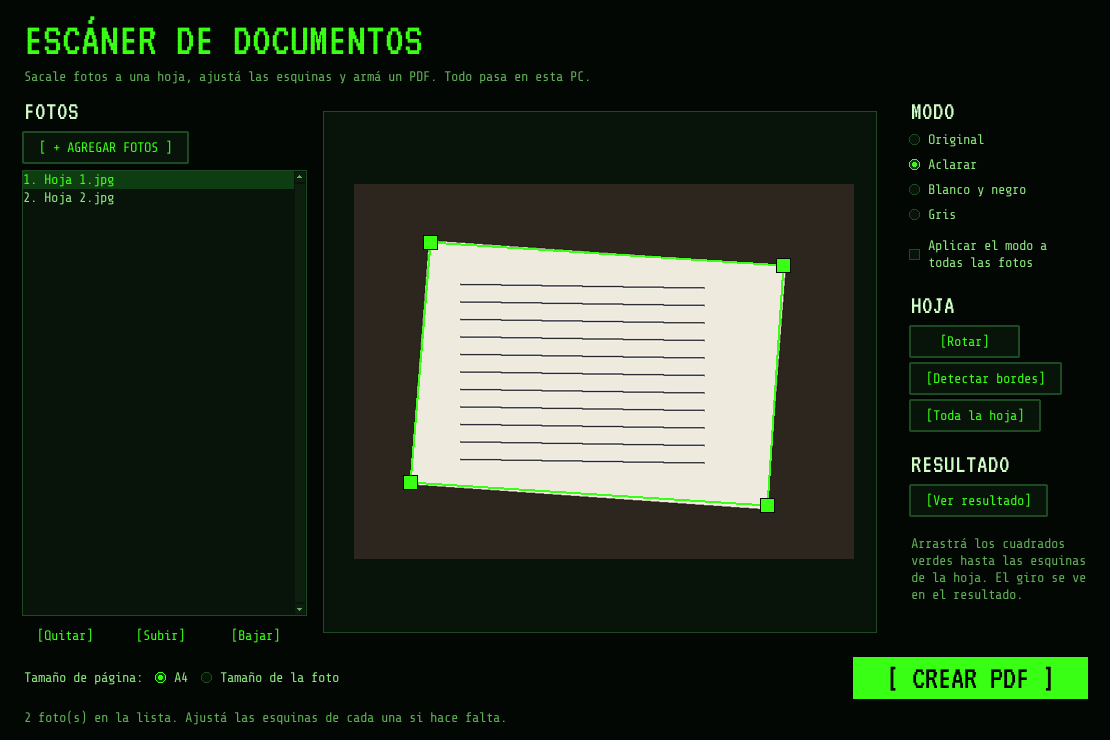 ESCÁNER DE DOCUMENTOS
Sacale fotos a una hoja, ajustá las esquinas y armá un PDF. Todo pasa en esta PC.
FOTOS
[ + AGREGAR FOTOS ]
1. Hoja 1.jpg
2. Hoja 2.jpg
[Quitar]
[Subir]
[Bajar]
MODO
Original
Aclarar
Blanco y negro
Gris
Aplicar el modo a
todas las fotos
HOJA
[Rotar]
[Detectar bordes]
[Toda la hoja]
RESULTADO
[Ver resultado]
Arrastrá los cuadrados
verdes hasta las esquinas
de la hoja. El giro se ve
en el resultado.
Tamaño de página: A4 Tamaño de la foto
[ CREAR PDF ]
2 foto(s) en la lista. Ajustá las esquinas de cada una si hace falta.